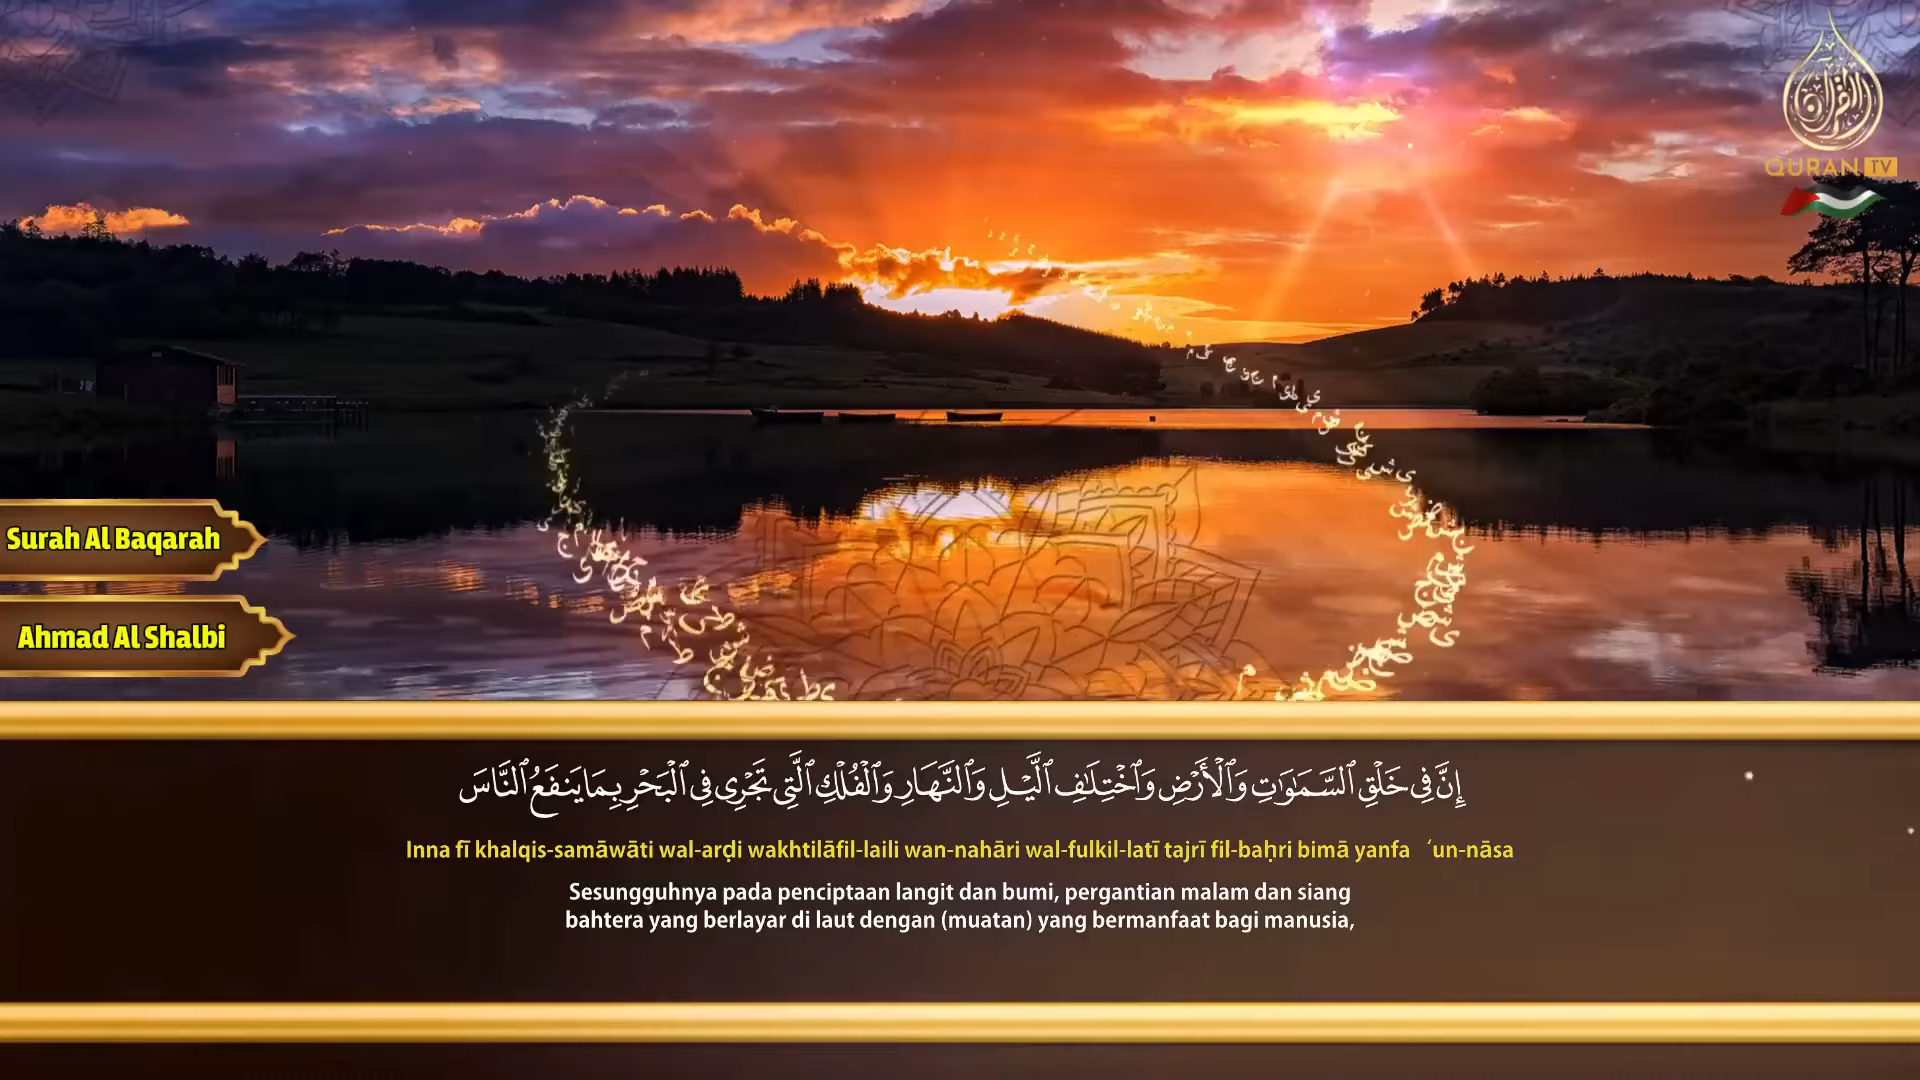 القرآن
QURAN TV
Surah Al Baqarah
Ahmad Al Shalbi
إِنَّ فِى خَلْقِ ٱلسَّمَـٰوَٰتِ وَٱلْأَرْضِ وَٱخْتِلَـٰفِ ٱلَّيْلِ وَٱلنَّهَارِ وَٱلْفُلْكِ ٱلَّتِى تَجْرِى فِى ٱلْبَحْرِ بِمَا يَنفَعُ ٱلنَّاسَ
Inna fī khalqis-samāwāti wal-arḍi wakhtilāfil-laili wan-nahāri wal-fulkil-latī tajrī fil-baḥri bimā yanfa ‘un-nāsa
Sesungguhnya pada penciptaan langit dan bumi, pergantian malam dan siang
bahtera yang berlayar di laut dengan (muatan) yang bermanfaat bagi manusia,